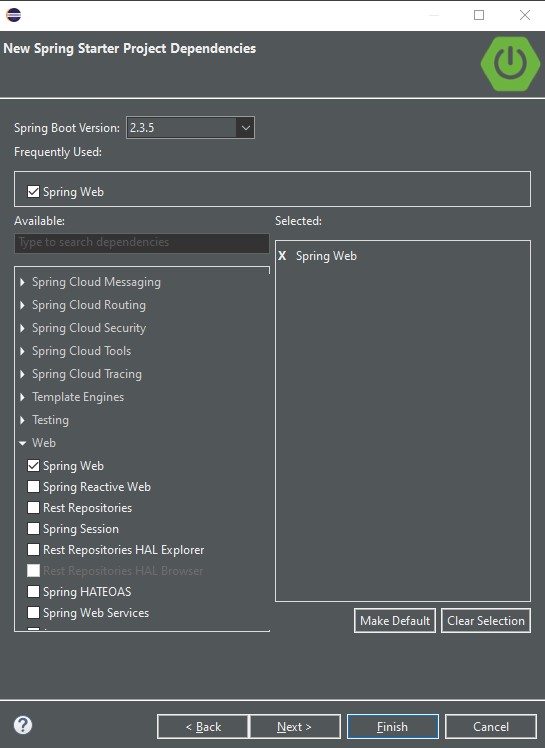 New Spring Starter Project Dependencies
Spring Boot Version: 2.3.5
Frequently Used:
Spring Web
Available:
Selected:
Type to search dependencies
X Spring Web
Spring Cloud Messaging
Spring Cloud Routing
Spring Cloud Security
Spring Cloud Tools
Spring Cloud Tracing
Template Engines
Testing
Web
Spring Web
Spring Reactive Web
Rest Repositories
Spring Session
Rest Repositories HAL Explorer
Rest Repositories HAL Browser
Spring HATEOAS
Spring Web Services
Make Default
Clear Selection
?
< Back
Next >
Finish
Cancel